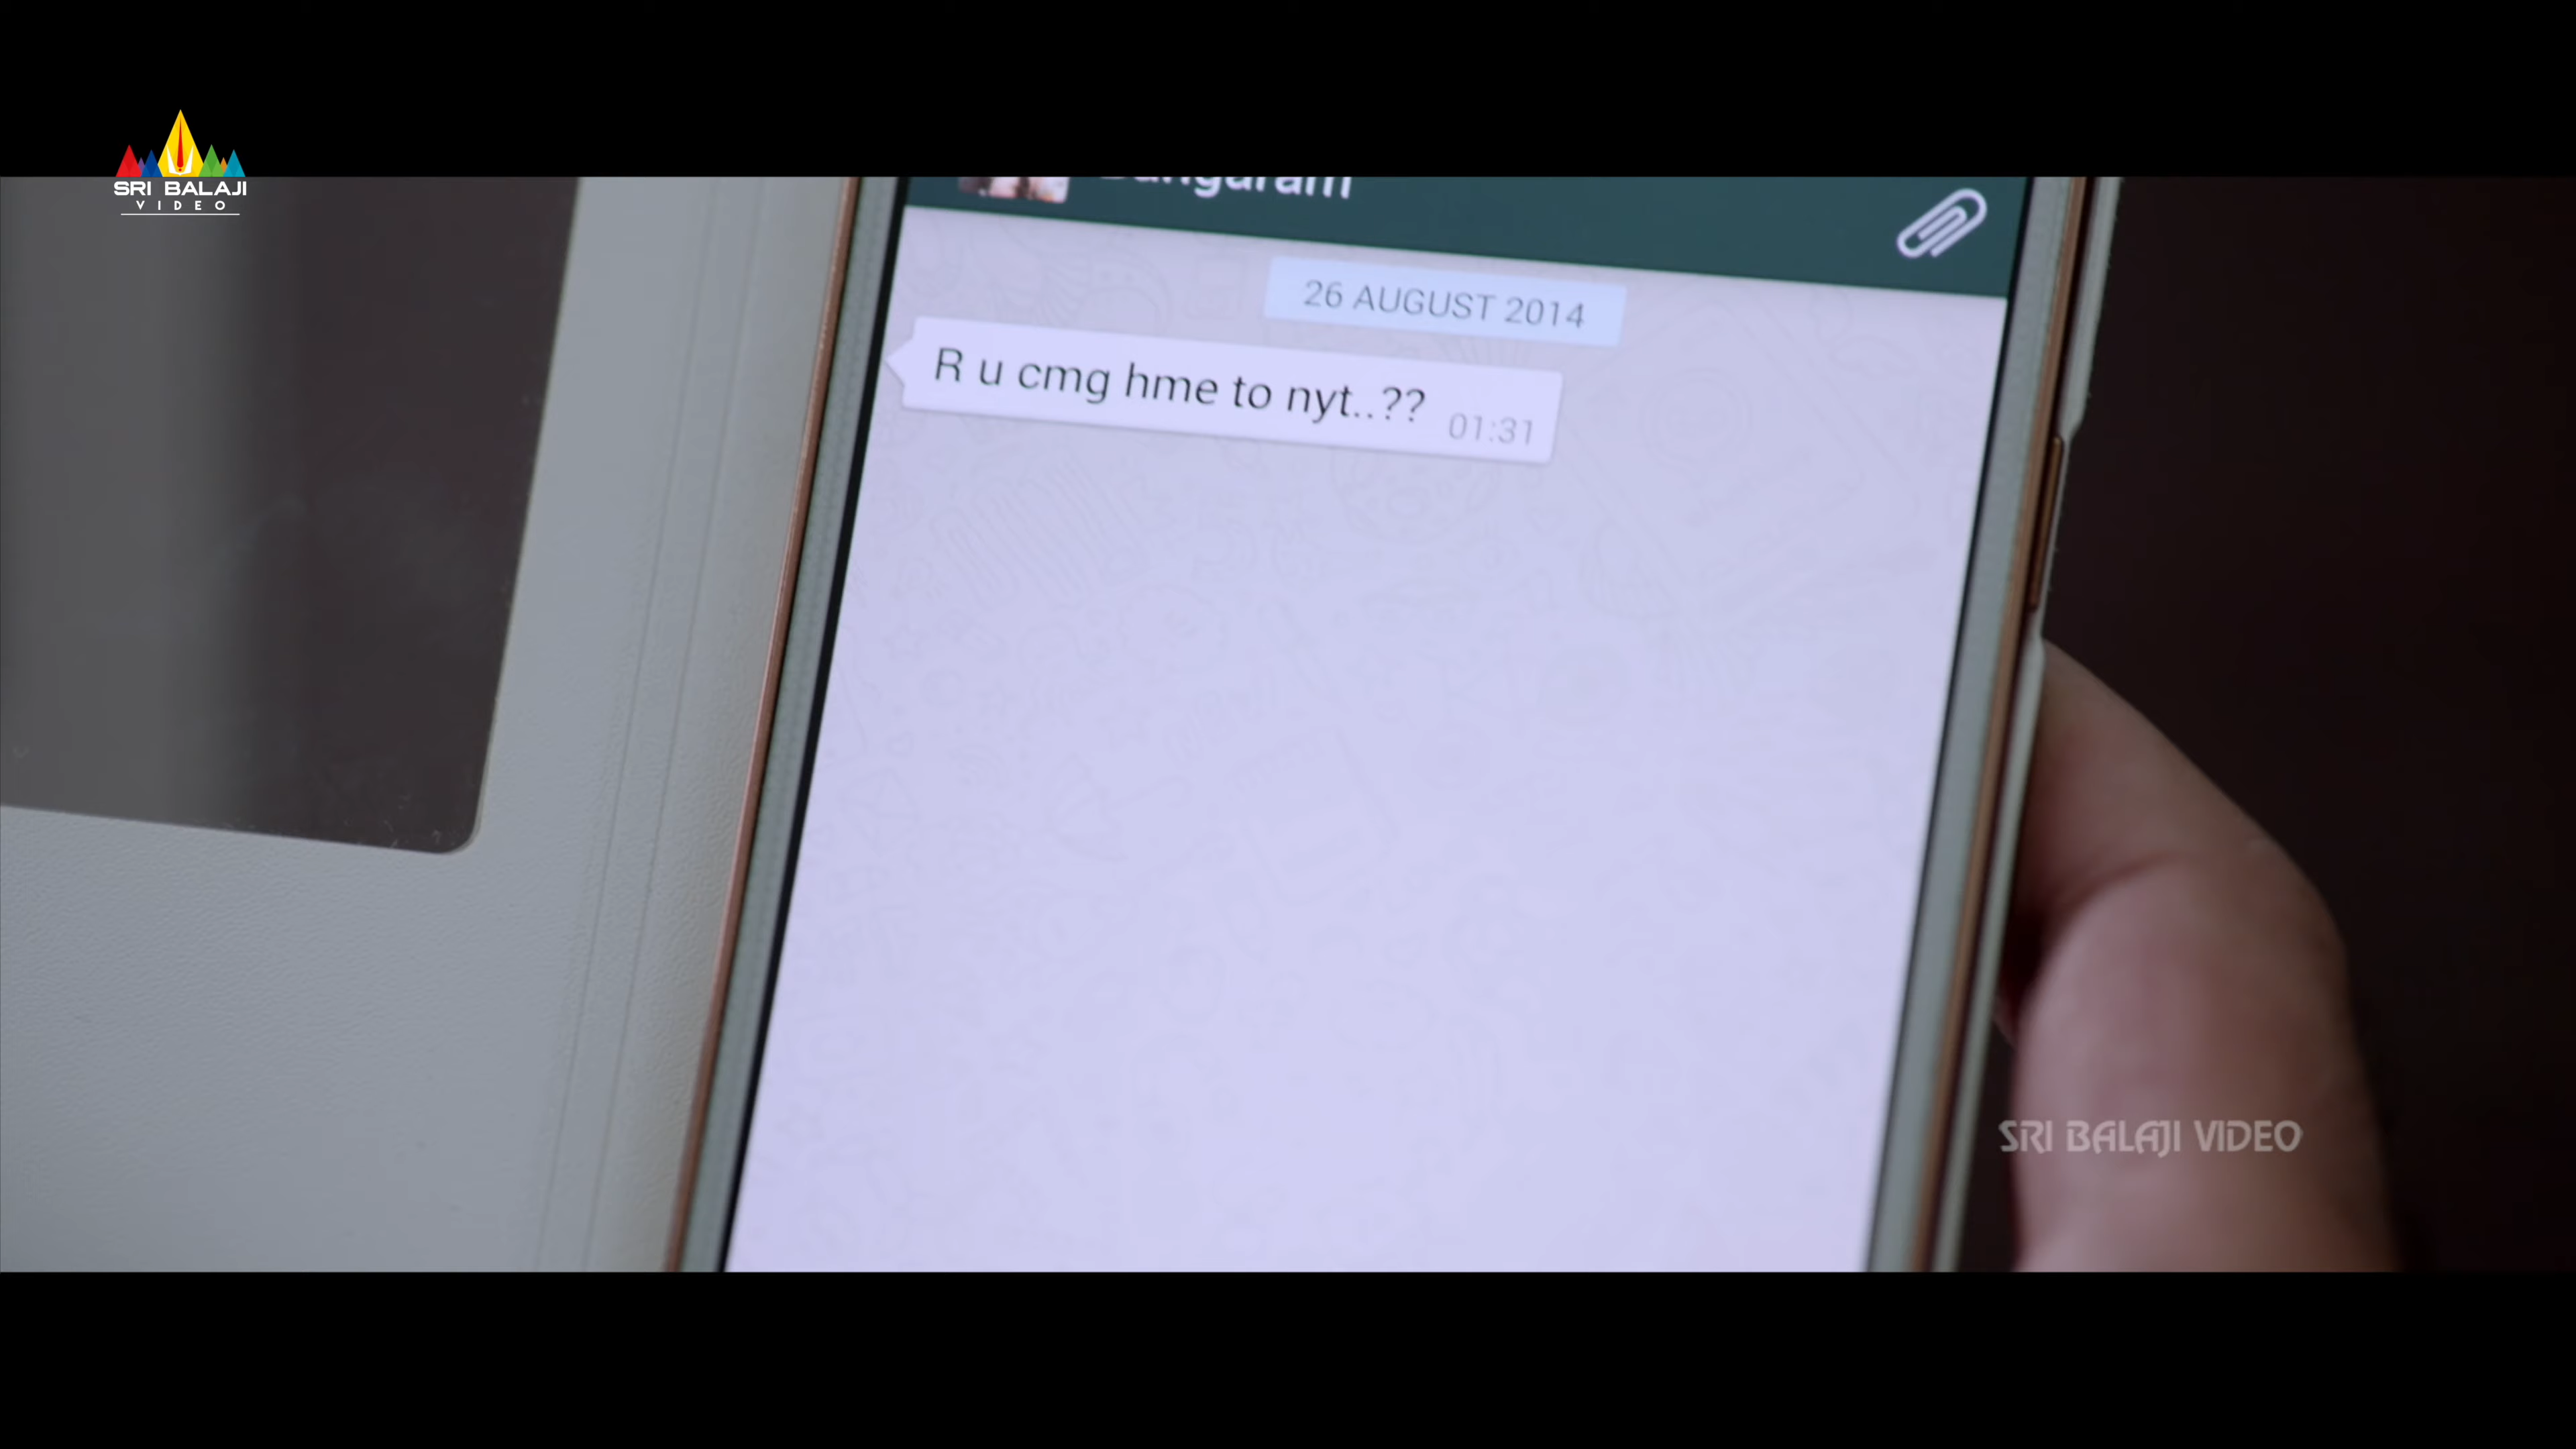 SRI BALAJI
VIDEO
26 AUGUST 2014
R u cmg hme to nyt..??
01:31
SRI BALAJI VIDEO